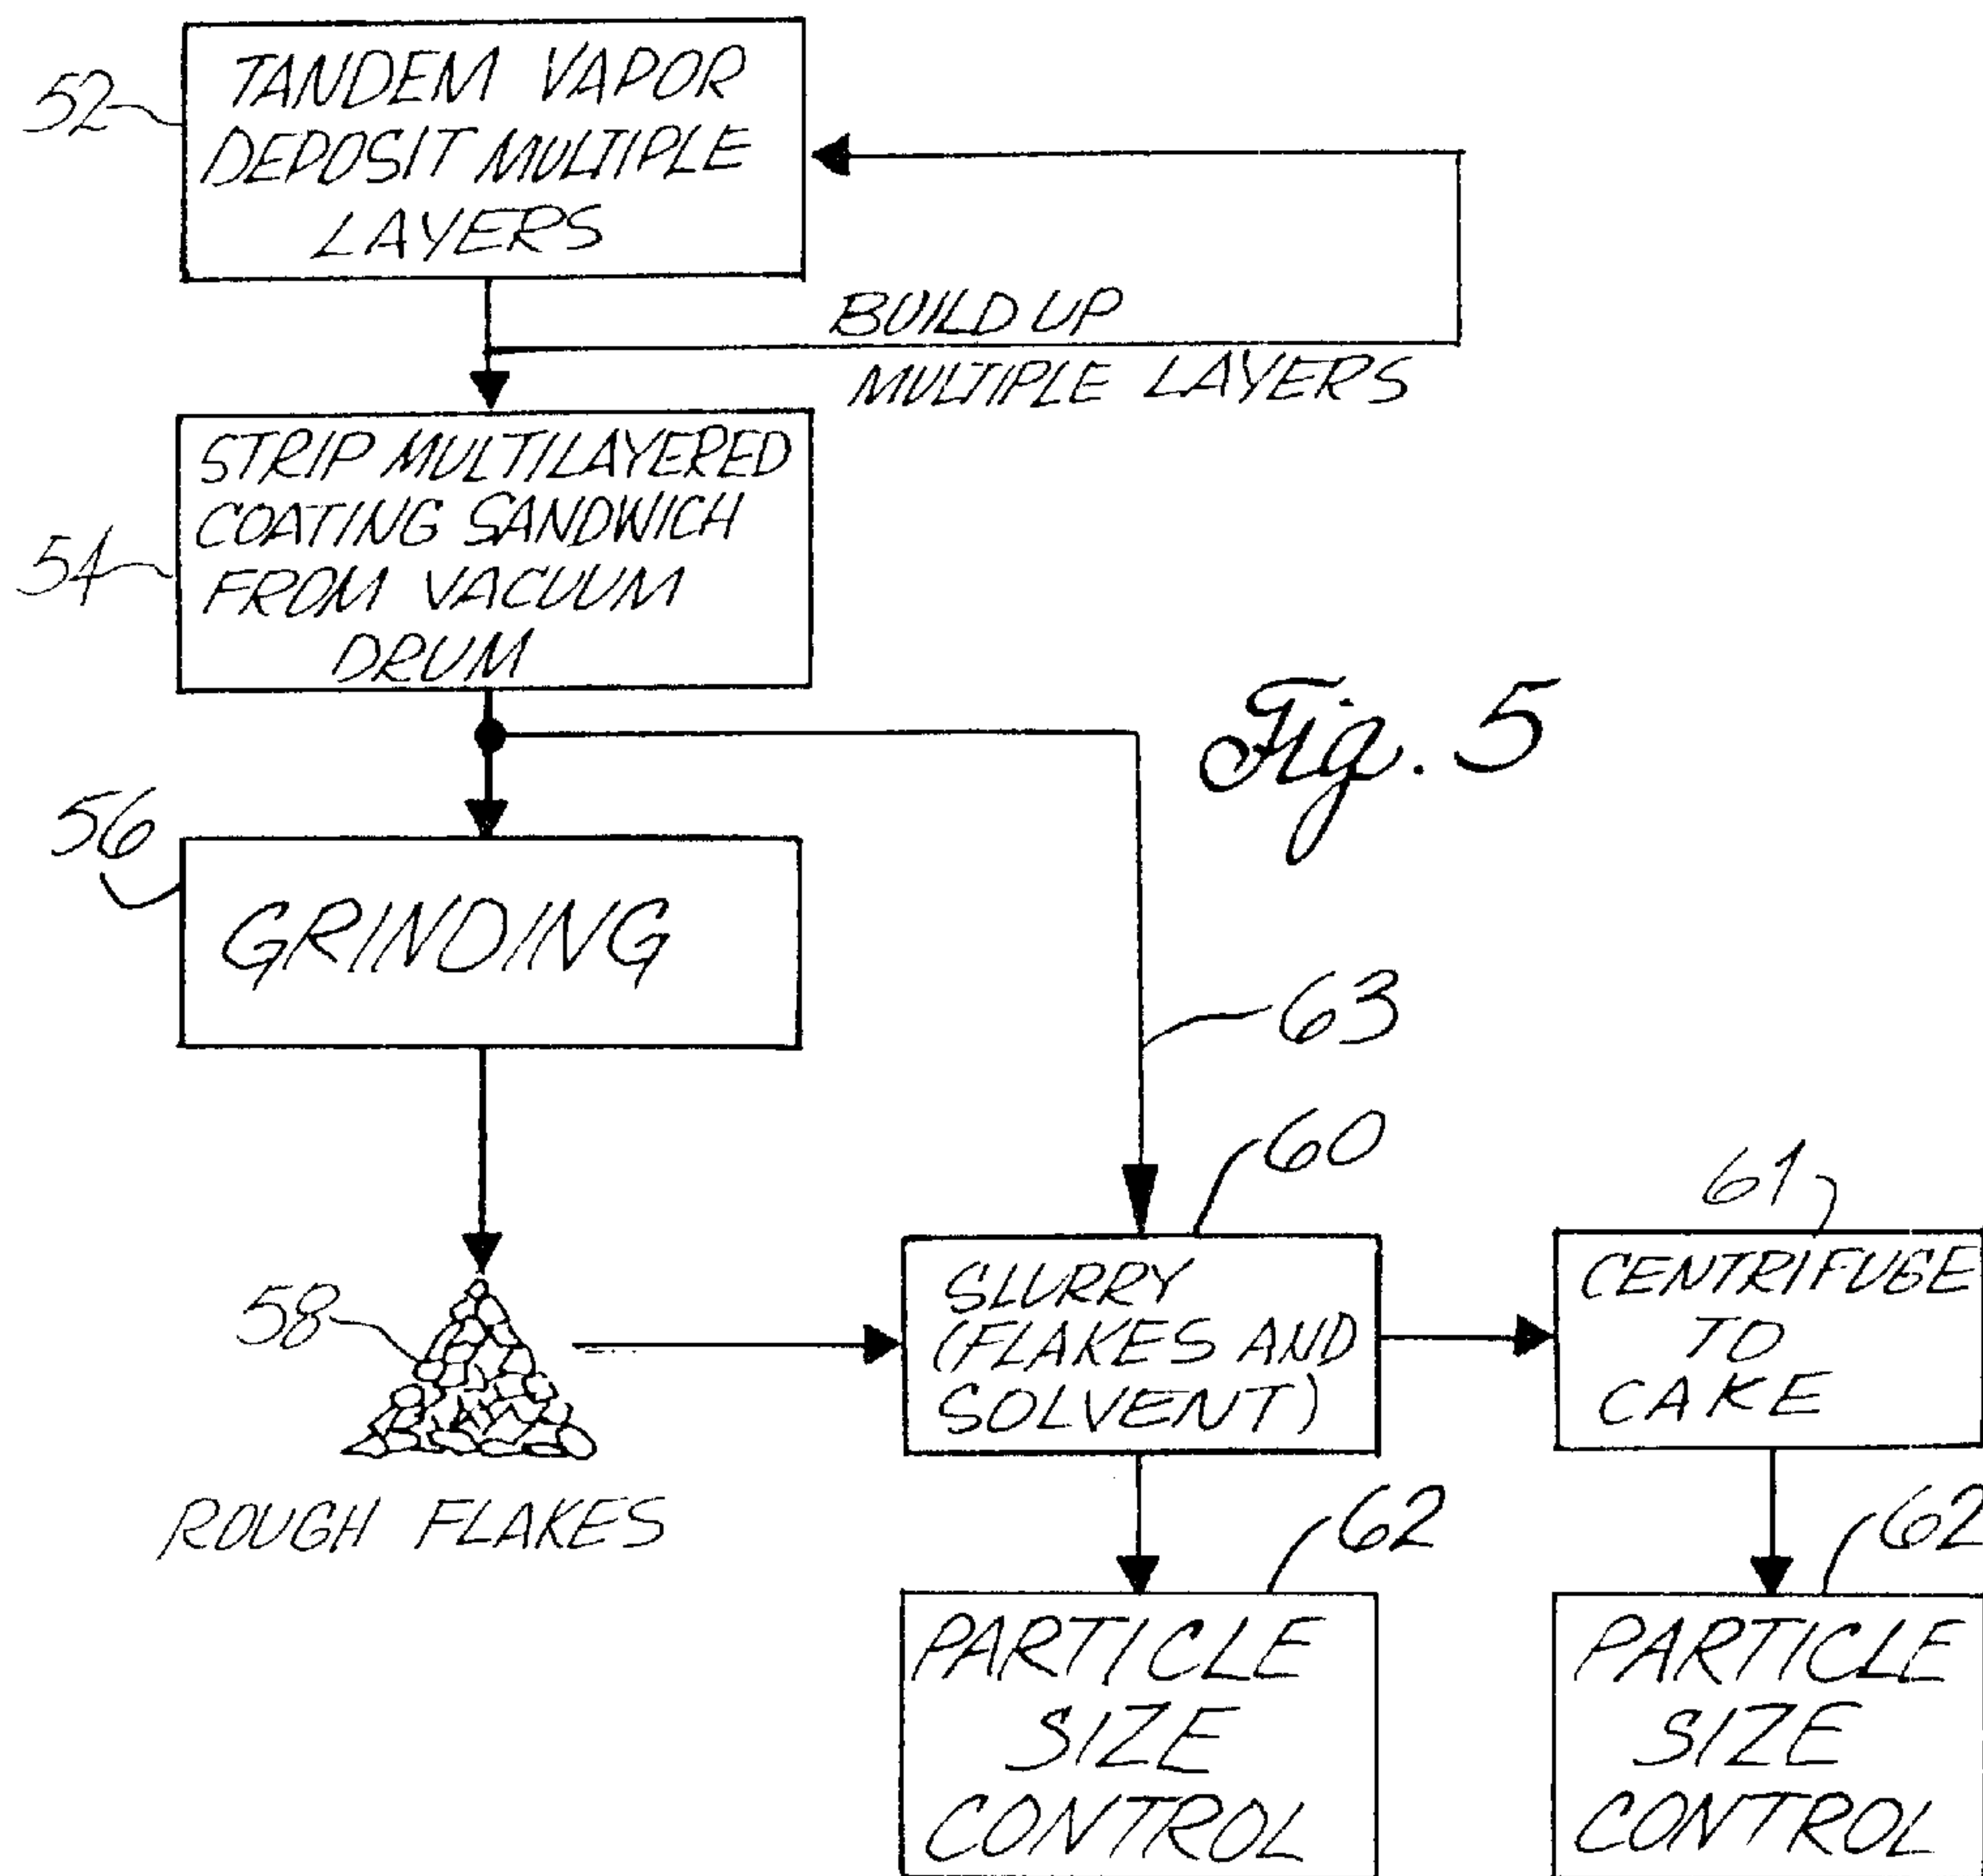 52
TANDEM VAPOR
DEPOSIT MULTIPLE
LAYERS
BUILD UP
MULTIPLE LAYERS
54
STRIP MULTILAYERED
COATING SANDWICH
FROM VACUUM
DRUM
Fig. 5
56
GRINDING
63
60
61
58
SLURRY
(FLAKES AND
SOLVENT)
CENTRIFUGE
TO
CAKE
ROUGH FLAKES
62
62
PARTICLE
SIZE
CONTROL
PARTICLE
SIZE
CONTROL